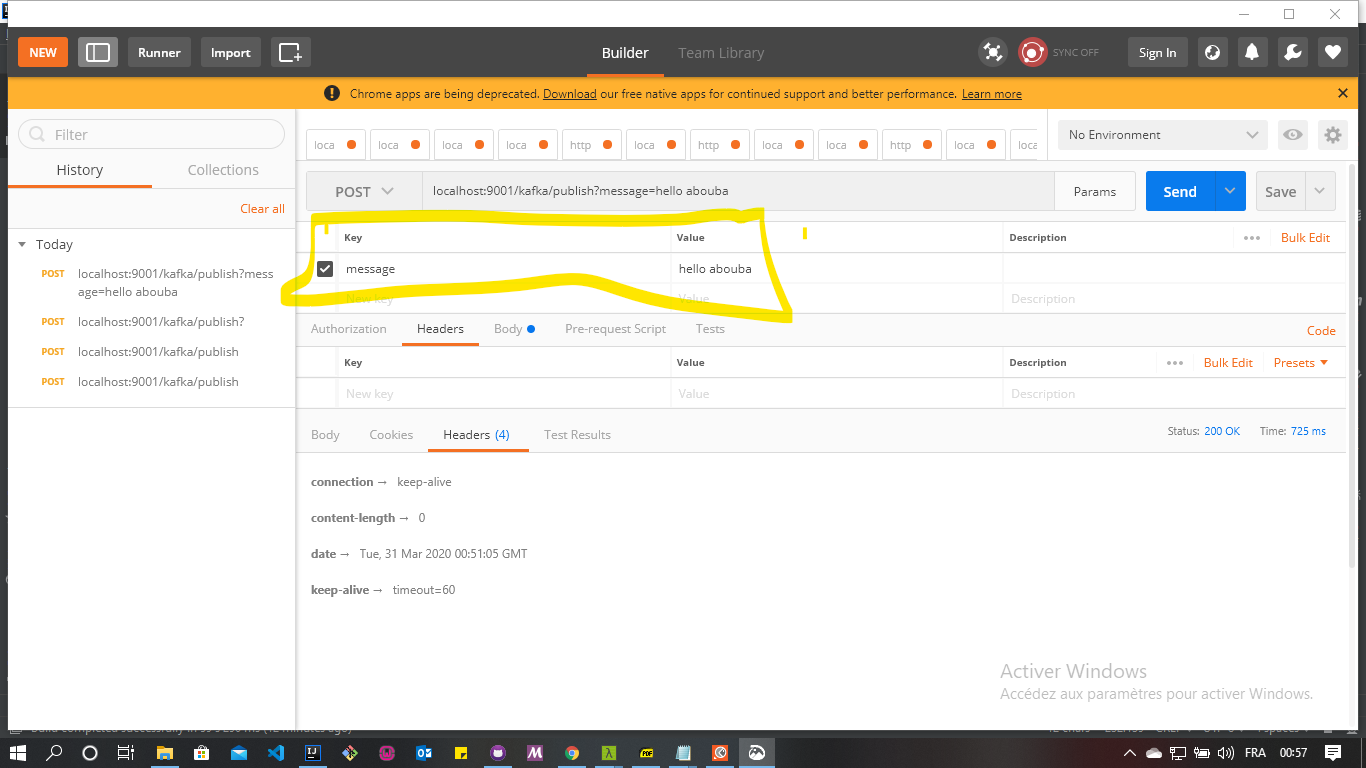 NEW
Runner
Import
Builder
Team Library
SYNC OFF
Sign In
Chrome apps are being deprecated. Download our free native apps for continued support and better performance. Learn more
Filter
History
Collections
Clear all
Today
POST localhost:9001/kafka/publish?mess
age=hello abouba
POST localhost:9001/kafka/publish?
POST localhost:9001/kafka/publish
POST localhost:9001/kafka/publish
loca loca loca loca http loca http loca loca http loca loca
No Environment
POST localhost:9001/kafka/publish?message=hello abouba Params Send Save
Key Value Description Bulk Edit
message hello abouba
New key Value Description
Authorization Headers Body Pre-request Script Tests Code
Key Value Description Bulk Edit Presets
New key Value Description
Body Cookies Headers (4) Test Results Status: 200 OK Time: 725 ms
connection → keep-alive
content-length → 0
date → Tue, 31 Mar 2020 00:51:05 GMT
keep-alive → timeout=60
Activer Windows
Accédez aux paramètres pour activer Windows.
FRA 00:57